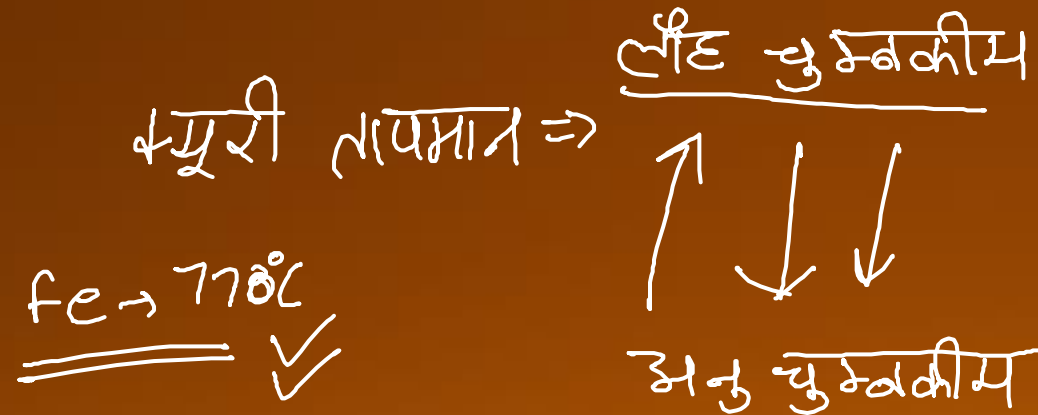 लौह चुम्बकीय
क्यूरी तापमान =>
fe → 770°C
अनु चुम्बकीय